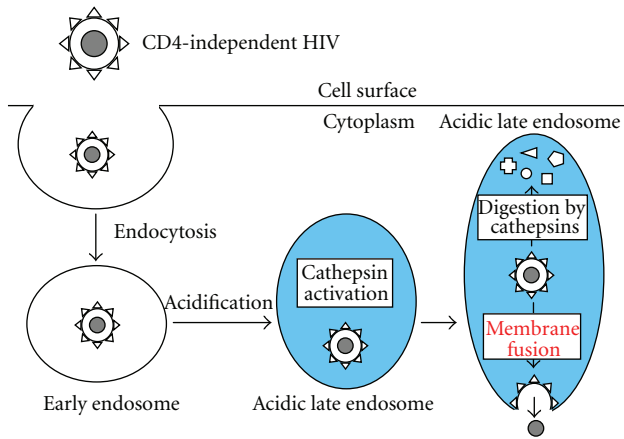 CD4-independent HIV
Cell surface
Cytoplasm
Acidic late endosome
Endocytosis
Digestion by
cathepsins
Cathepsin
activation
Acidification
Membrane
fusion
Early endosome
Acidic late endosome